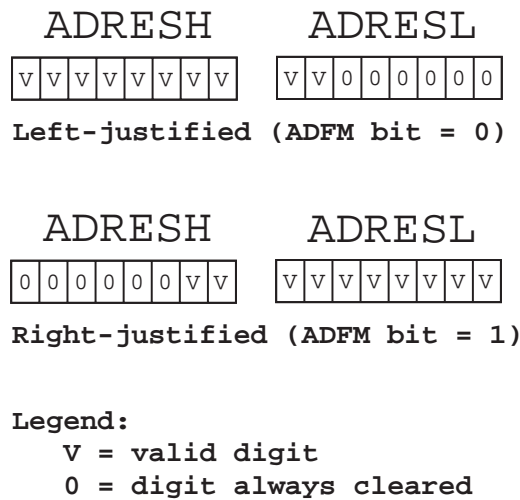 ADRESH ADRESL
V V V V V V V V V V 0 0 0 0 0 0
Left-justified (ADFM bit = 0)
ADRESH ADRESL
0 0 0 0 0 0 V V V V V V V V V V
Right-justified (ADFM bit = 1)
Legend:
V = valid digit
0 = digit always cleared